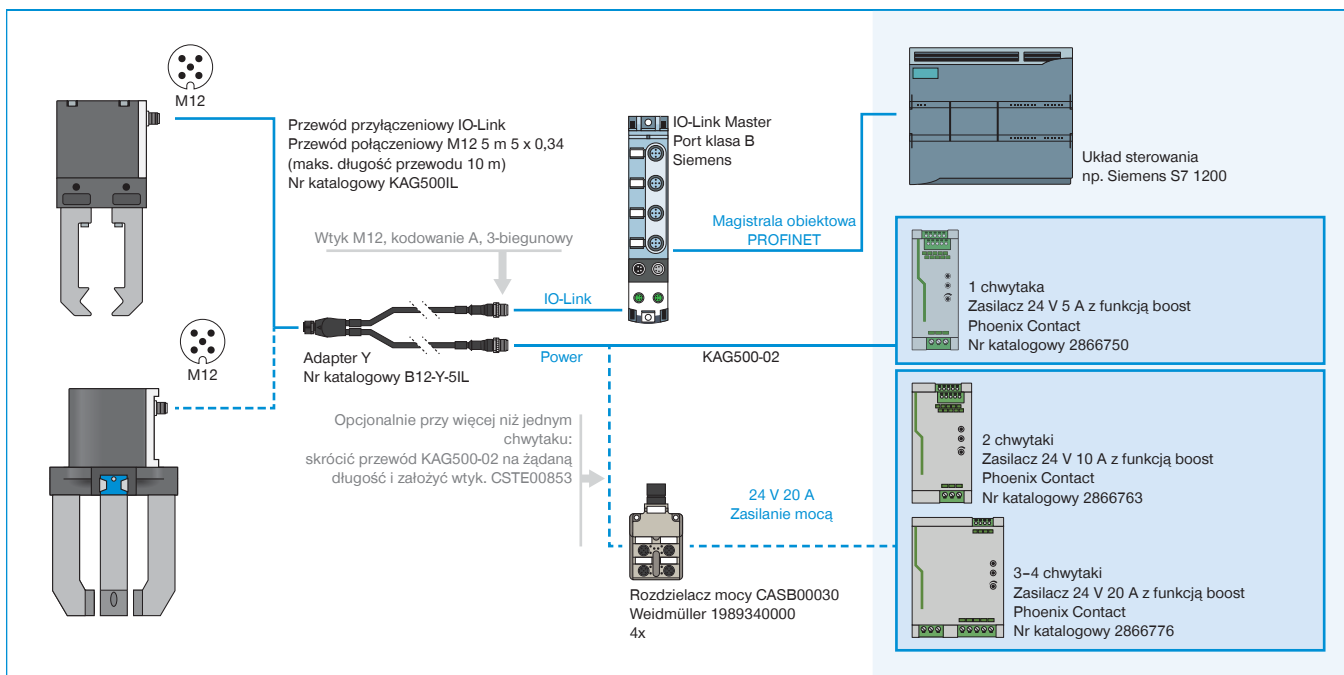 M12
Przewód przyłączeniowy IO-Link
Przewód połączeniowy M12 5 m 5 x 0,34
(maks. długość przewodu 10 m)
Nr katalogowy KAG500IL
IO-Link Master
Port klasa B
Siemens
Układ sterowania
np. Siemens S7 1200
Magistrala obiektowa
PROFINET
Wtyk M12, kodowanie A, 3-biegunowy
IO-Link
1 chwytaka
Zasilacz 24 V 5 A z funkcją boost
Phoenix Contact
Nr katalogowy 2866750
M12
Adapter Y
Nr katalogowy B12-Y-5IL
Power
KAG500-02
Opcjonalnie przy więcej niż jednym
chwytaku:
skrócić przewód KAG500-02 na żądaną
długość i założyć wtyk. CSTE00853
2 chwytaki
Zasilacz 24 V 10 A z funkcją boost
Phoenix Contact
Nr katalogowy 2866763
24 V 20 A
Zasilanie mocą
Rozdzielacz mocy CASB00030
Weidmüller 1989340000
4x
3–4 chwytaki
Zasilacz 24 V 20 A z funkcją boost
Phoenix Contact
Nr katalogowy 2866776